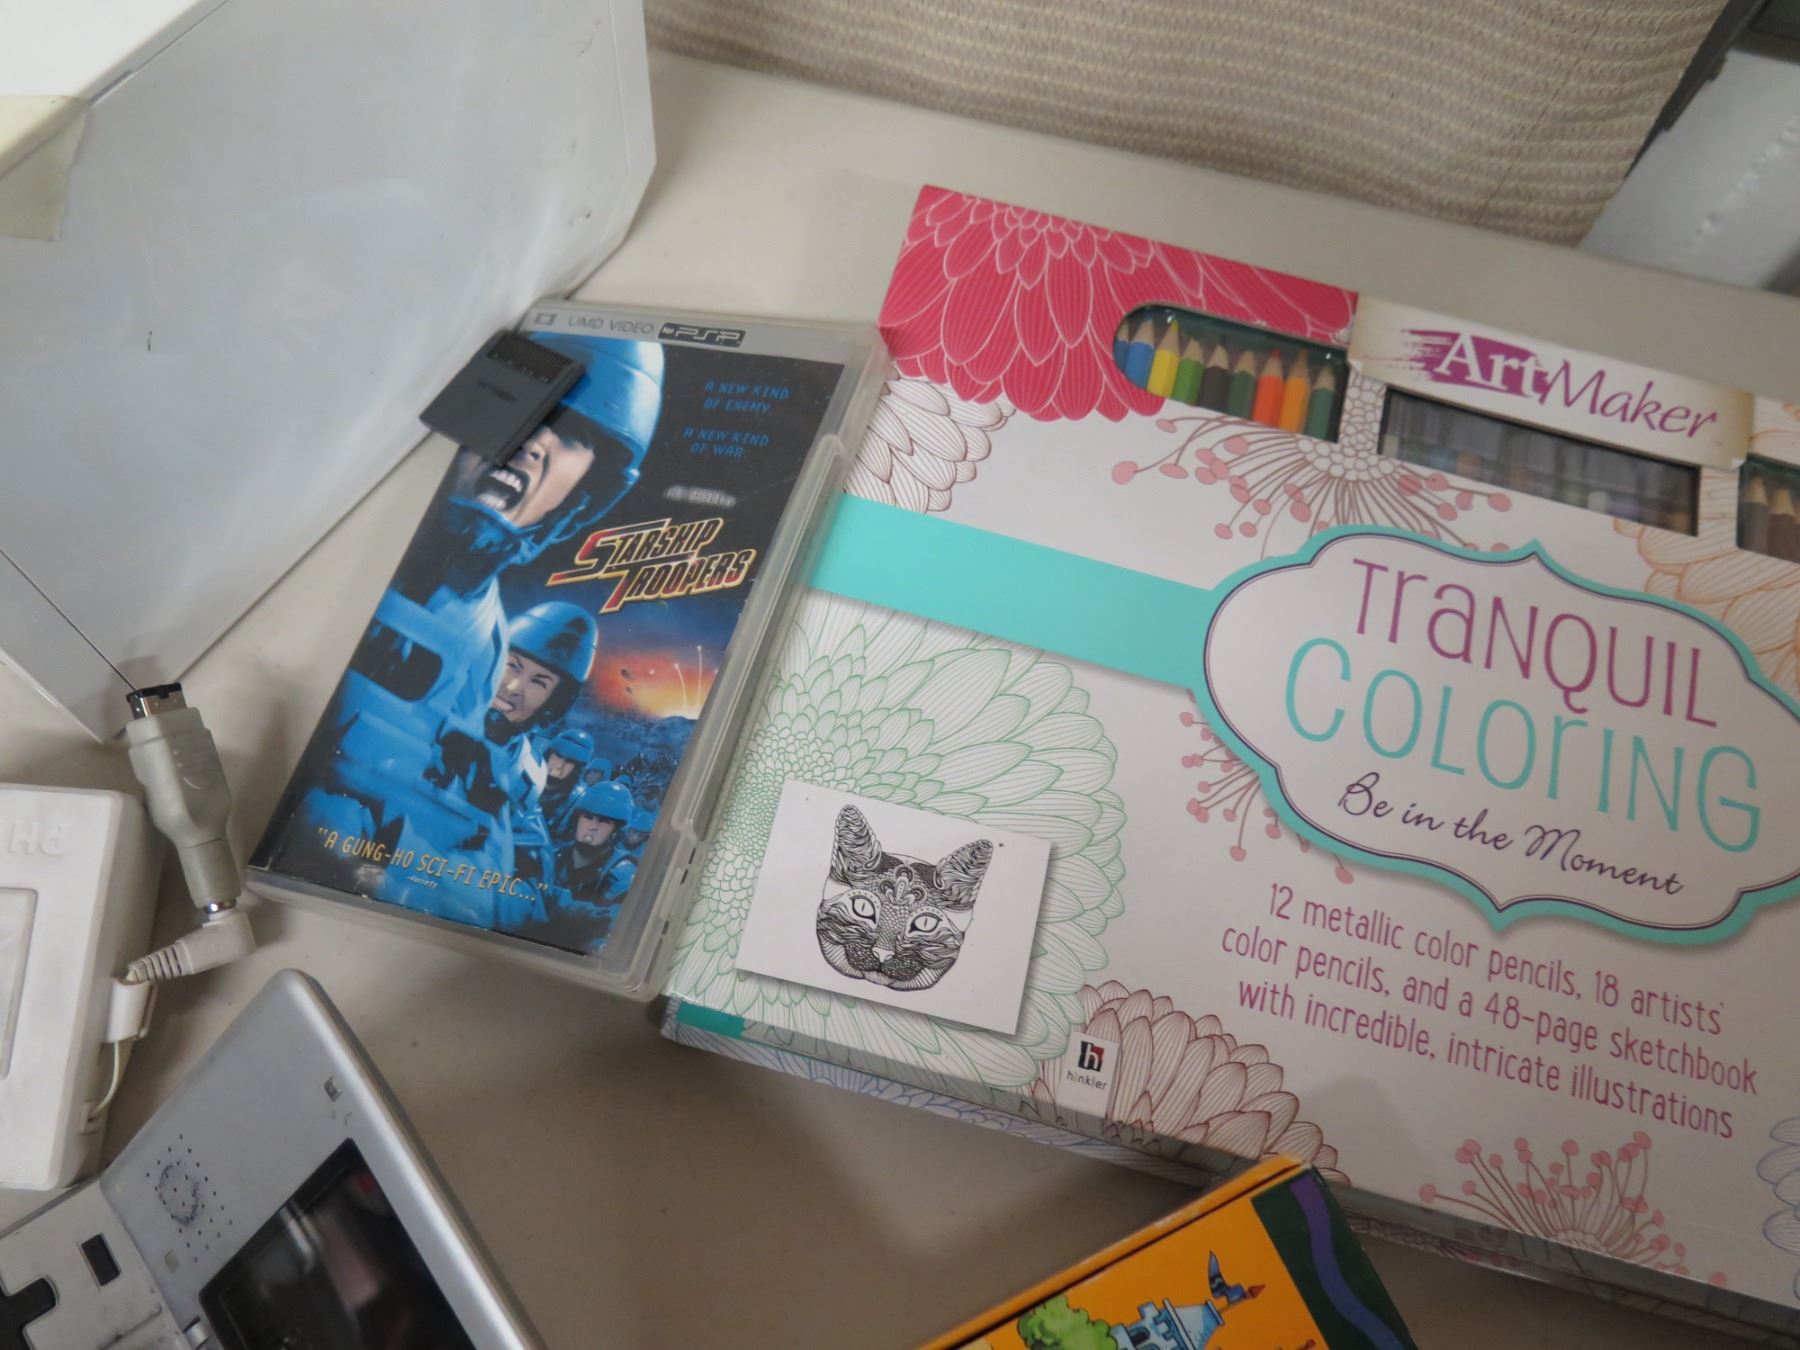 UMD VIDEO for PSP
A NEW KIND
OF ENEMY.
A NEW KIND
OF WAR.
STARSHIP
TROOPERS
"A GUNG-HO SCI-FI EPIC..."
-Variety
ArtMaker
TRANQUIL
COLORING
Be in the Moment
12 metallic color pencils, 18 artists'
color pencils, and a 48-page sketchbook
with incredible, intricate illustrations
h
hinkler